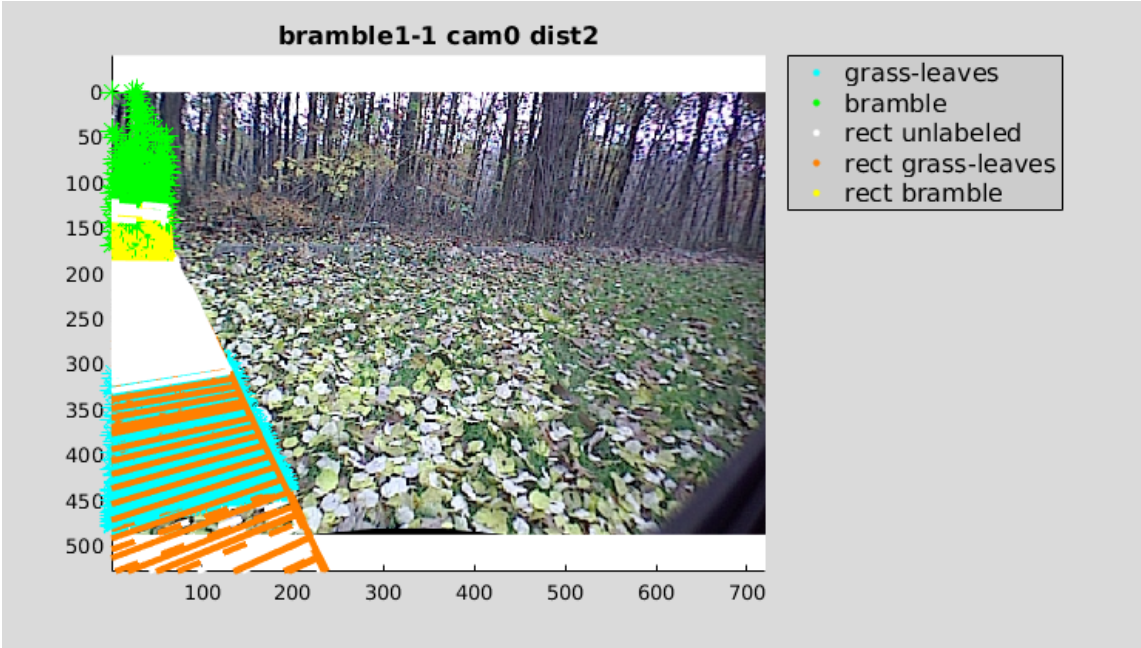 bramble1-1 cam0 dist2
0
50
100
150
200
250
300
350
400
450
500
100 200 300 400 500 600 700
grass-leaves
bramble
rect unlabeled
rect grass-leaves
rect bramble